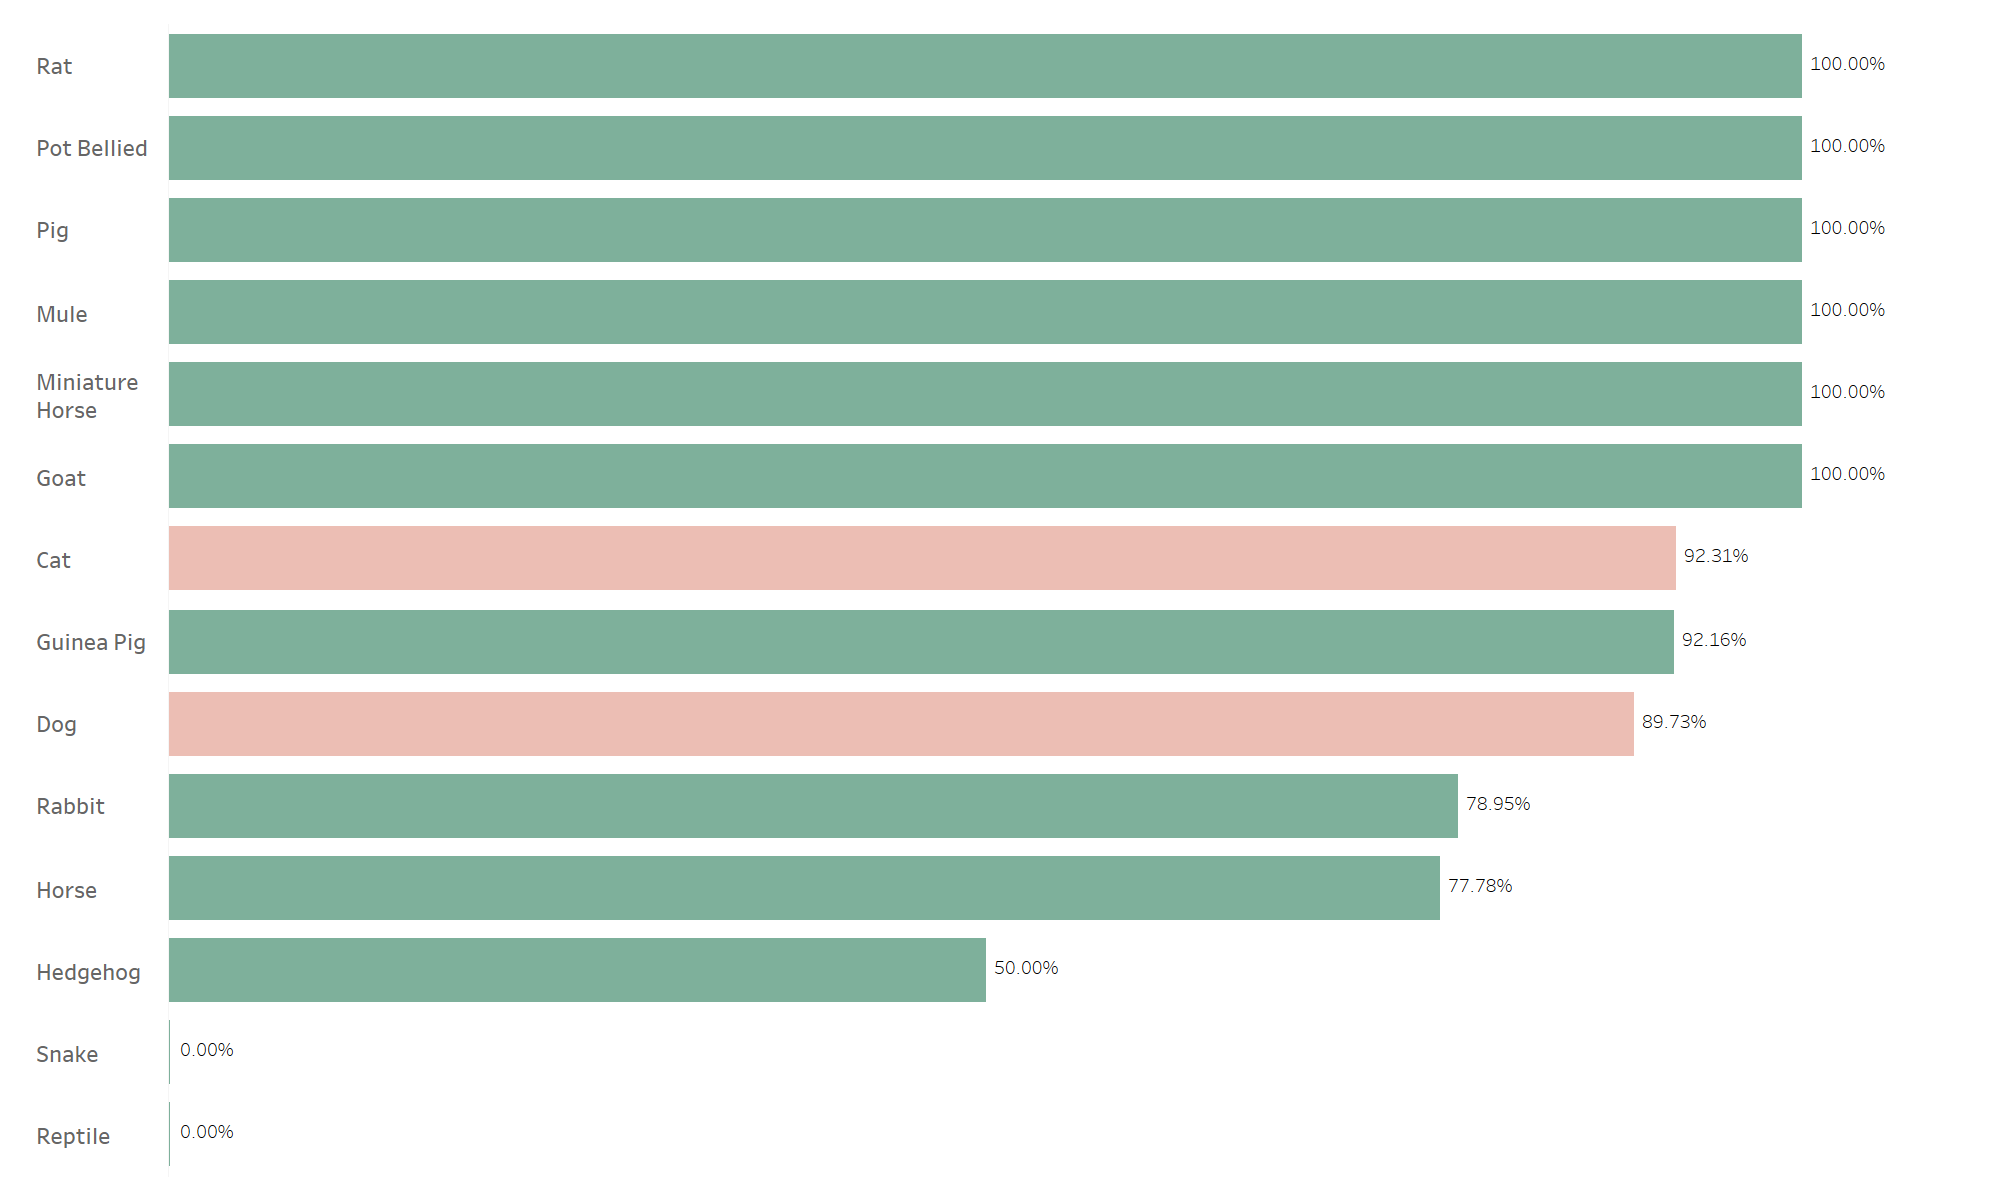 Rat 100.00%
Pot Bellied 100.00%
Pig 100.00%
Mule 100.00%
Miniature
Horse 100.00%
Goat 100.00%
Cat 92.31%
Guinea Pig 92.16%
Dog 89.73%
Rabbit 78.95%
Horse 77.78%
Hedgehog 50.00%
Snake 0.00%
Reptile 0.00%